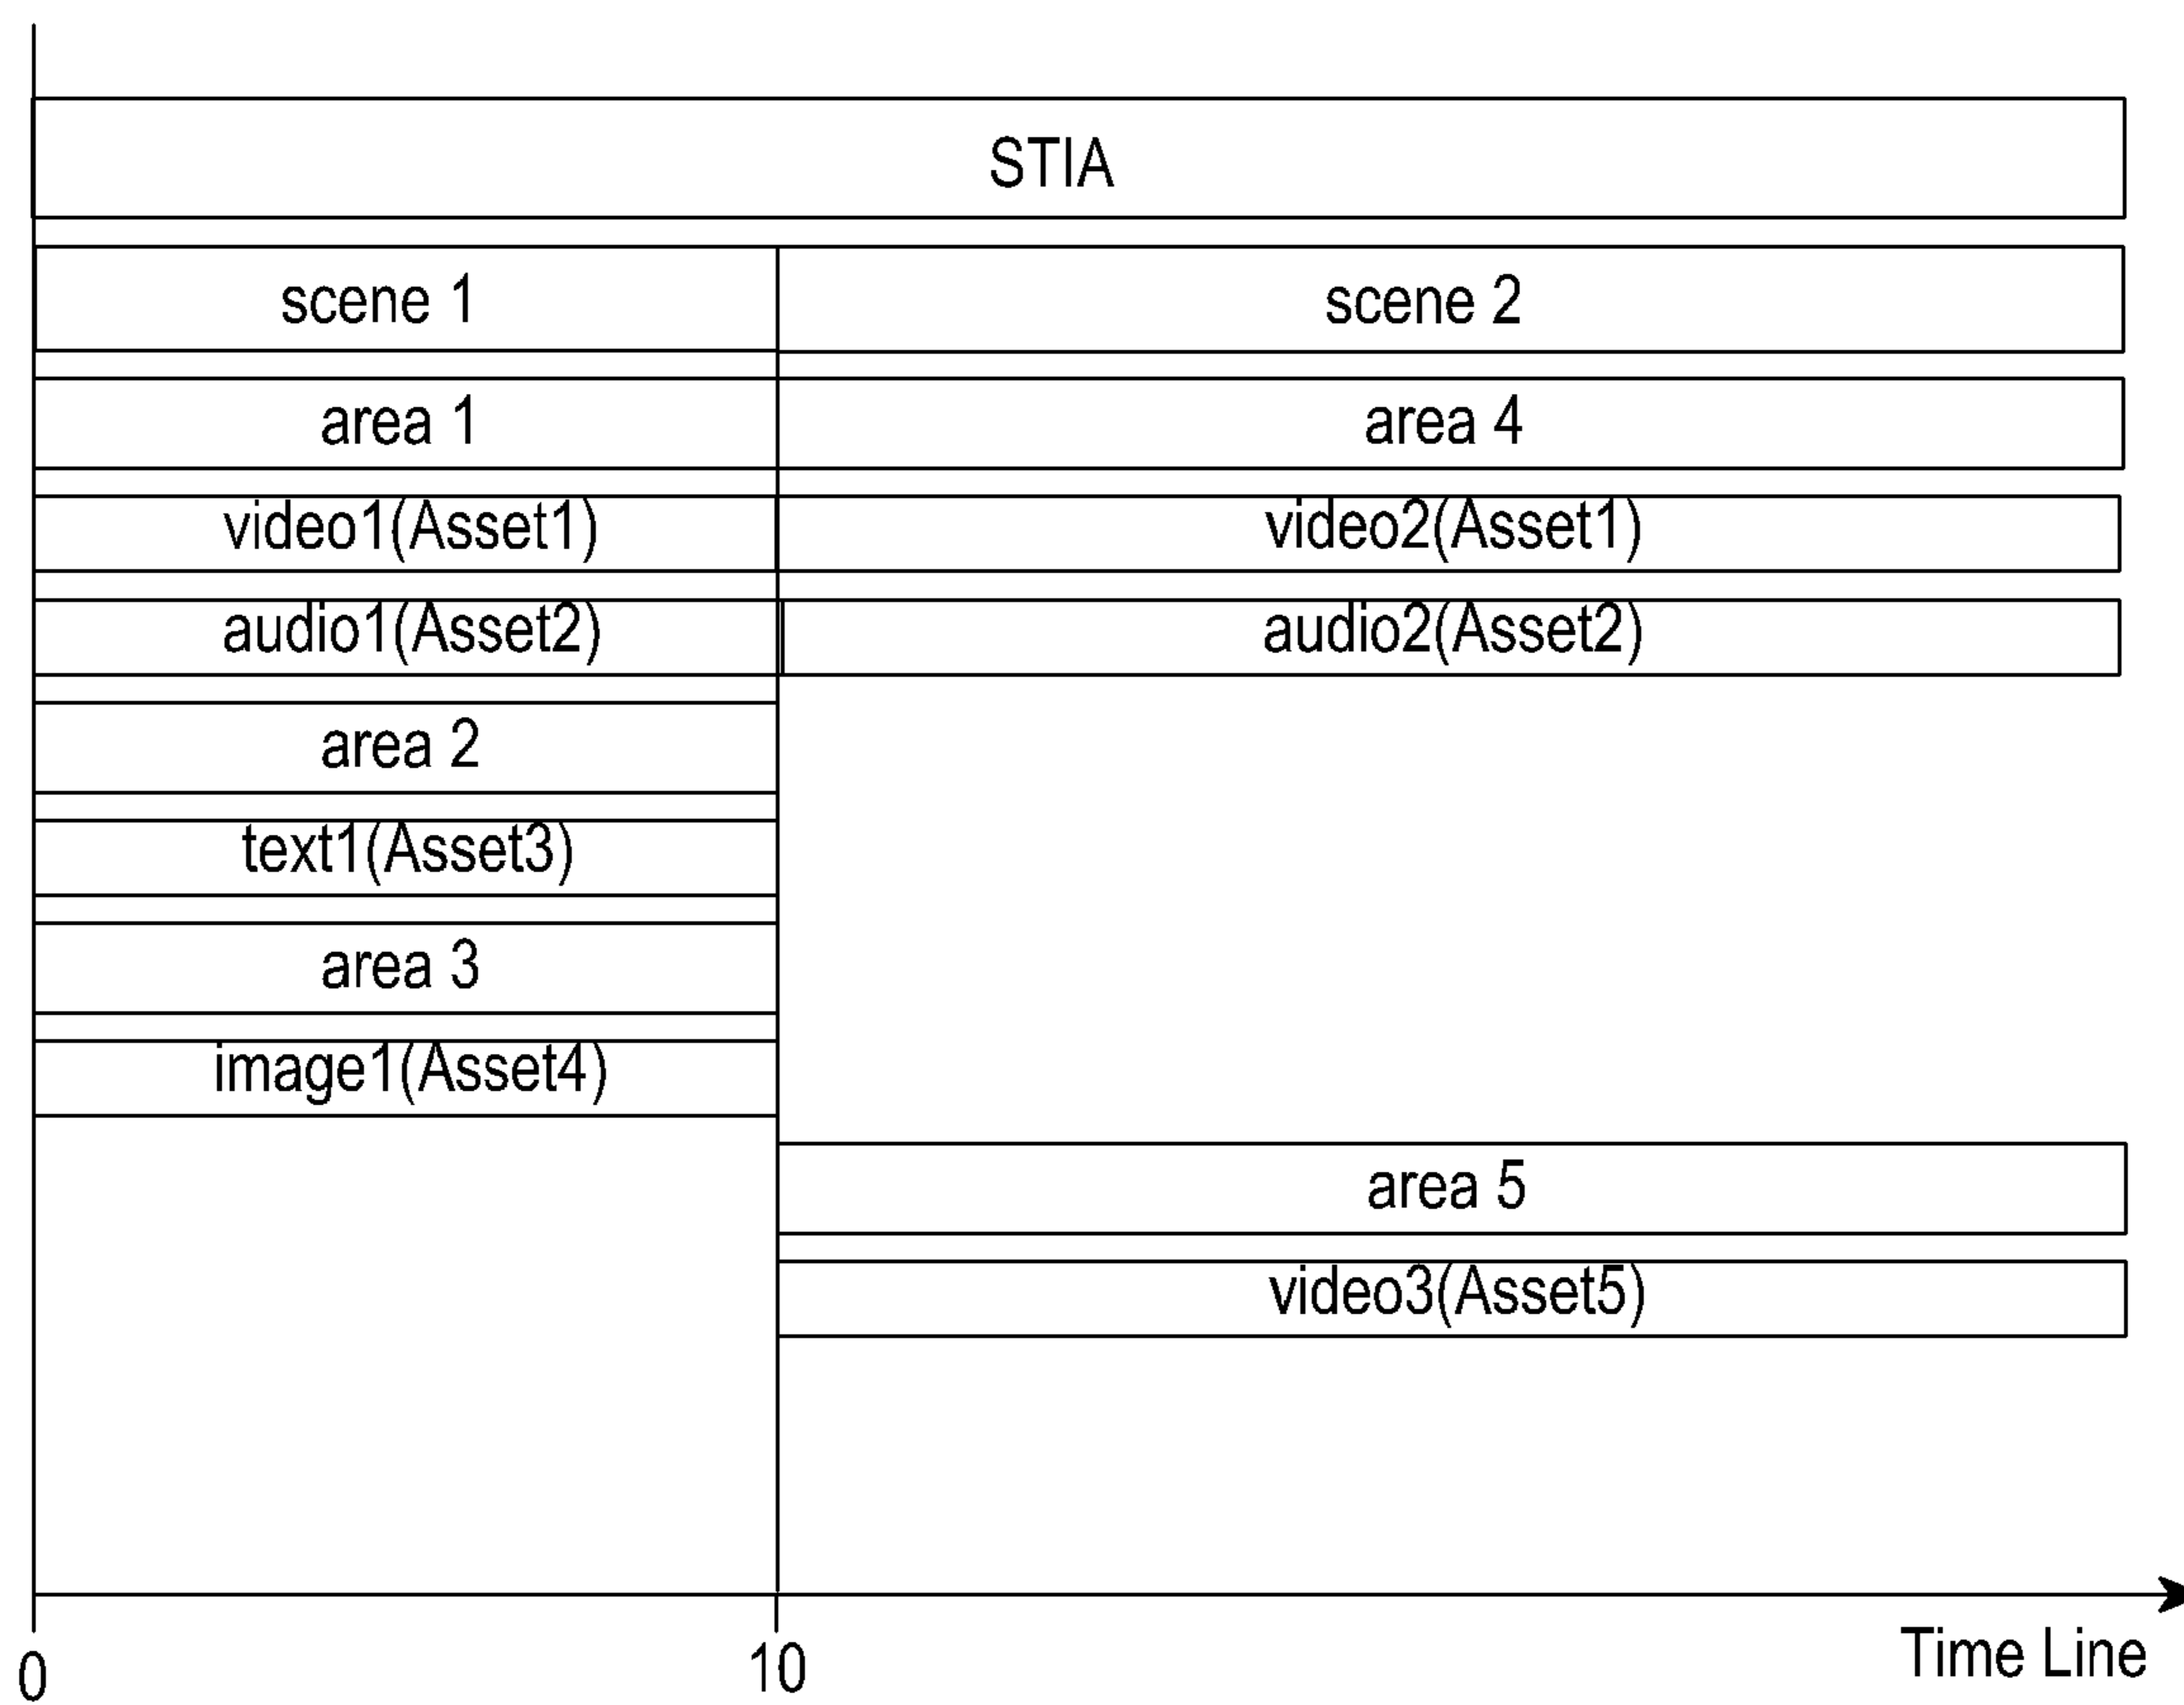 STIA
scene 1
scene 2
area 1
area 4
video1(Asset1)
video2(Asset1)
audio1(Asset2)
audio2(Asset2)
area 2
text1(Asset3)
area 3
image1(Asset4)
area 5
video3(Asset5)
0
10
Time Line